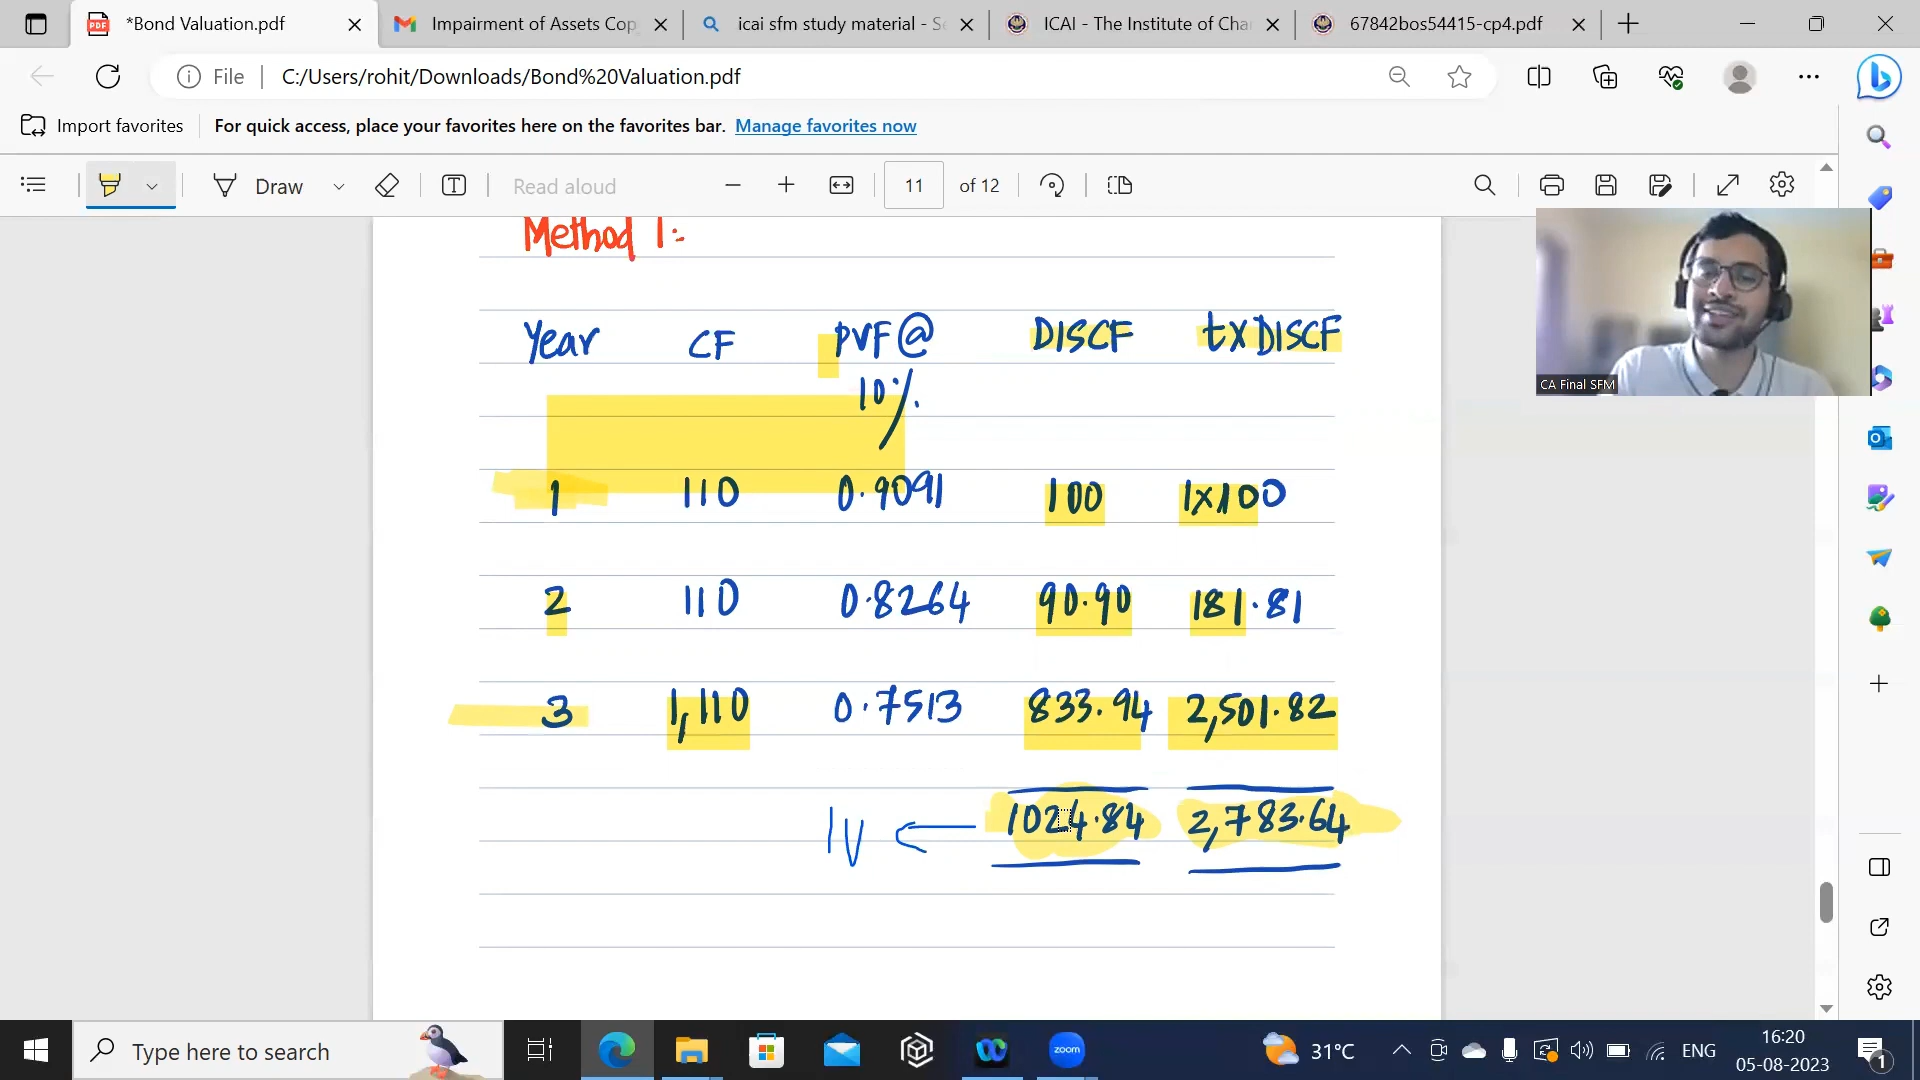 *Bond Valuation.pdf
Impairment of Assets Cop
icai sfm study material - Se
ICAI - The Institute of Char
67842bos54415-cp4.pdf
File
C:/Users/rohit/Downloads/Bond%20Valuation.pdf
Import favorites
For quick access, place your favorites here on the favorites bar. Manage favorites now
Draw
Read aloud
11 of 12
Method 1:-
Year CF PVF@ 10% DISCF tXDISCF
1 110 0.9091 100 1X100
2 110 0.8264 90.90 181.81
3 1,110 0.7513 833.94 2,501.82
IV ← 1024.84 2,783.64
CA Final SFM
Type here to search
zoom
31°C
ENG
16:20
05-08-2023
1